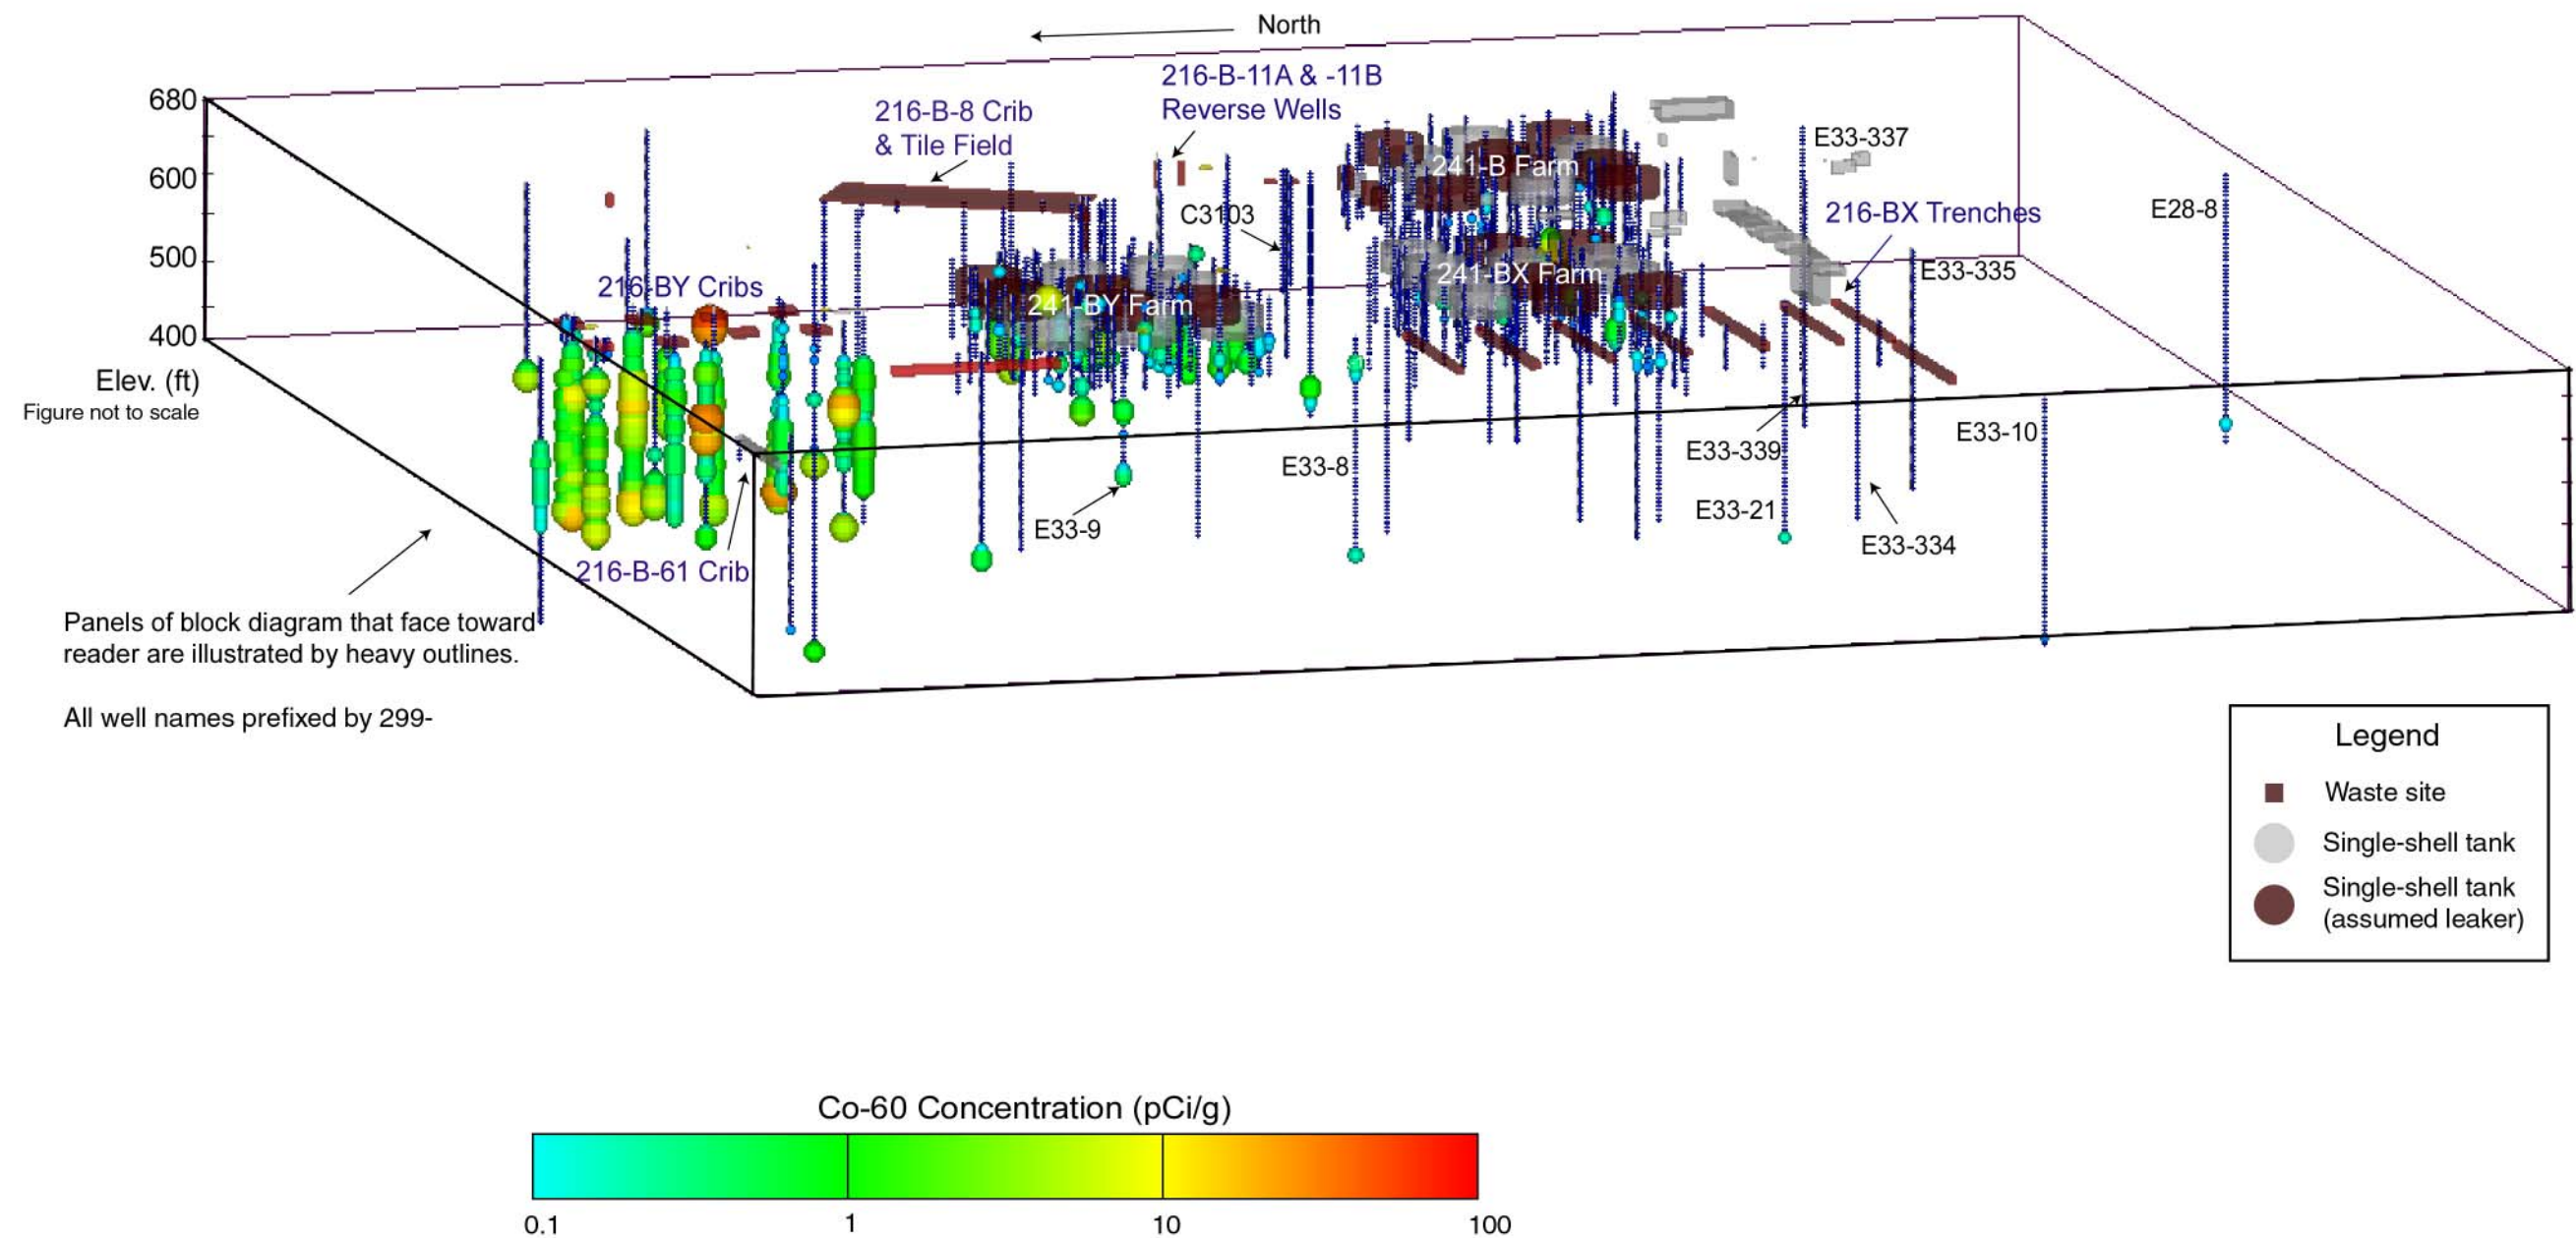 North
216-B-11A & -11B
Reverse Wells
216-B-8 Crib
& Tile Field
680
600
500
400
Elev. (ft)
Figure not to scale
E33-337
241-B Farm
C3103
216-BX Trenches
E28-8
E33-335
216-BY Cribs
241-BY Farm
241-BX Farm
E33-10
E33-339
E33-8
E33-21
E33-9
E33-334
216-B-61 Crib
Panels of block diagram that face toward
reader are illustrated by heavy outlines.
All well names prefixed by 299-
Legend
Waste site
Single-shell tank
Single-shell tank
(assumed leaker)
Co-60 Concentration (pCi/g)
0.1
1
10
100